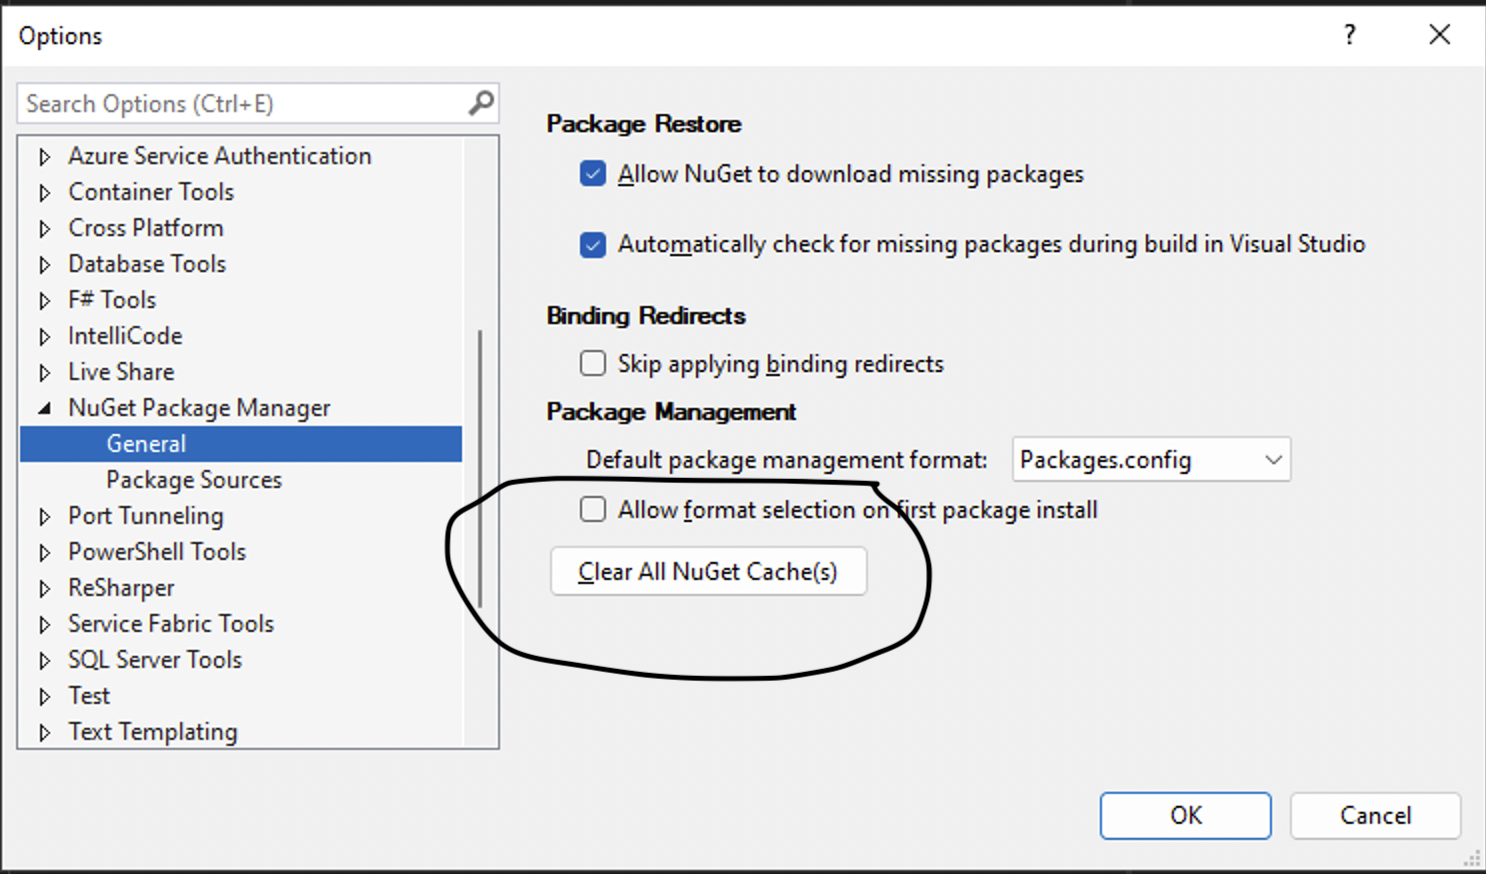 Options
?
Search Options (Ctrl+E)
Azure Service Authentication
Container Tools
Cross Platform
Database Tools
F# Tools
IntelliCode
Live Share
NuGet Package Manager
General
Package Sources
Port Tunneling
PowerShell Tools
ReSharper
Service Fabric Tools
SQL Server Tools
Test
Text Templating
Package Restore
Allow NuGet to download missing packages
Automatically check for missing packages during build in Visual Studio
Binding Redirects
Skip applying binding redirects
Package Management
Default package management format: Packages.config
Allow format selection on first package install
Clear All NuGet Cache(s)
OK Cancel